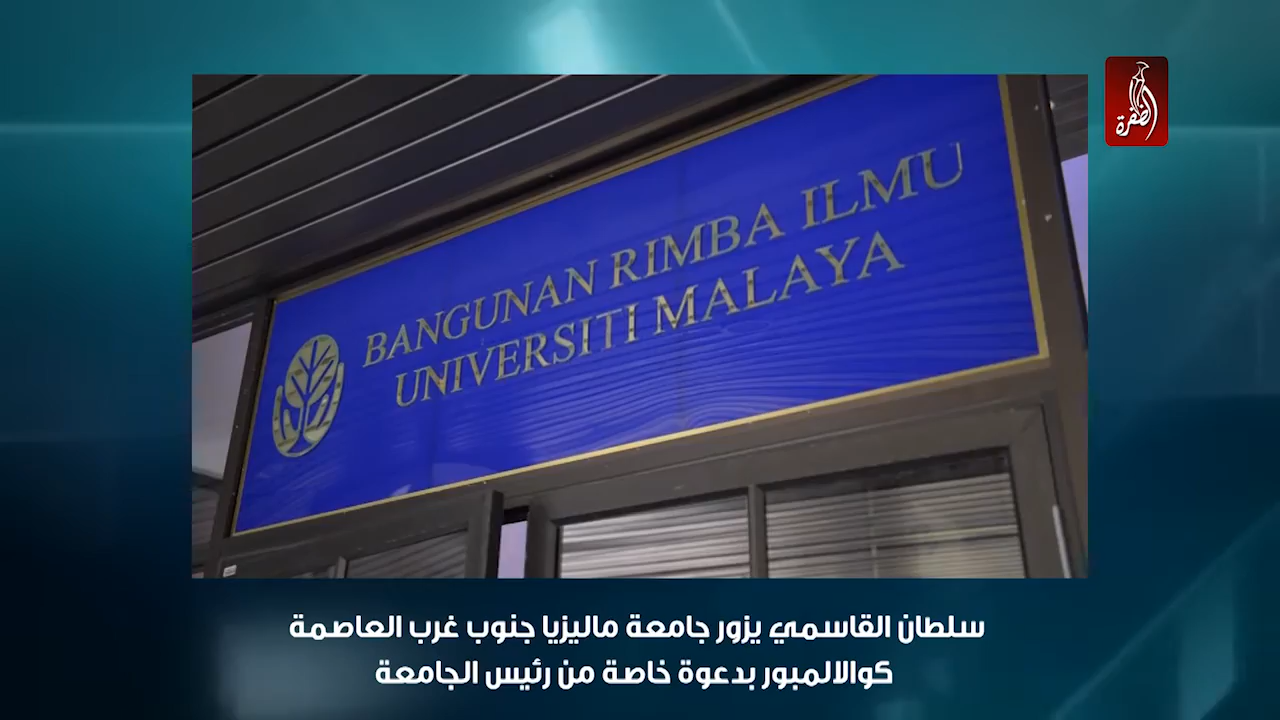 الظفرة
BANGUNAN RIMBA ILMU
UNIVERSITI MALAYA
سلطان القاسمي يزور جامعة ماليزيا جنوب غرب العاصمة
كوالالمبور بدعوة خاصة من رئيس الجامعة